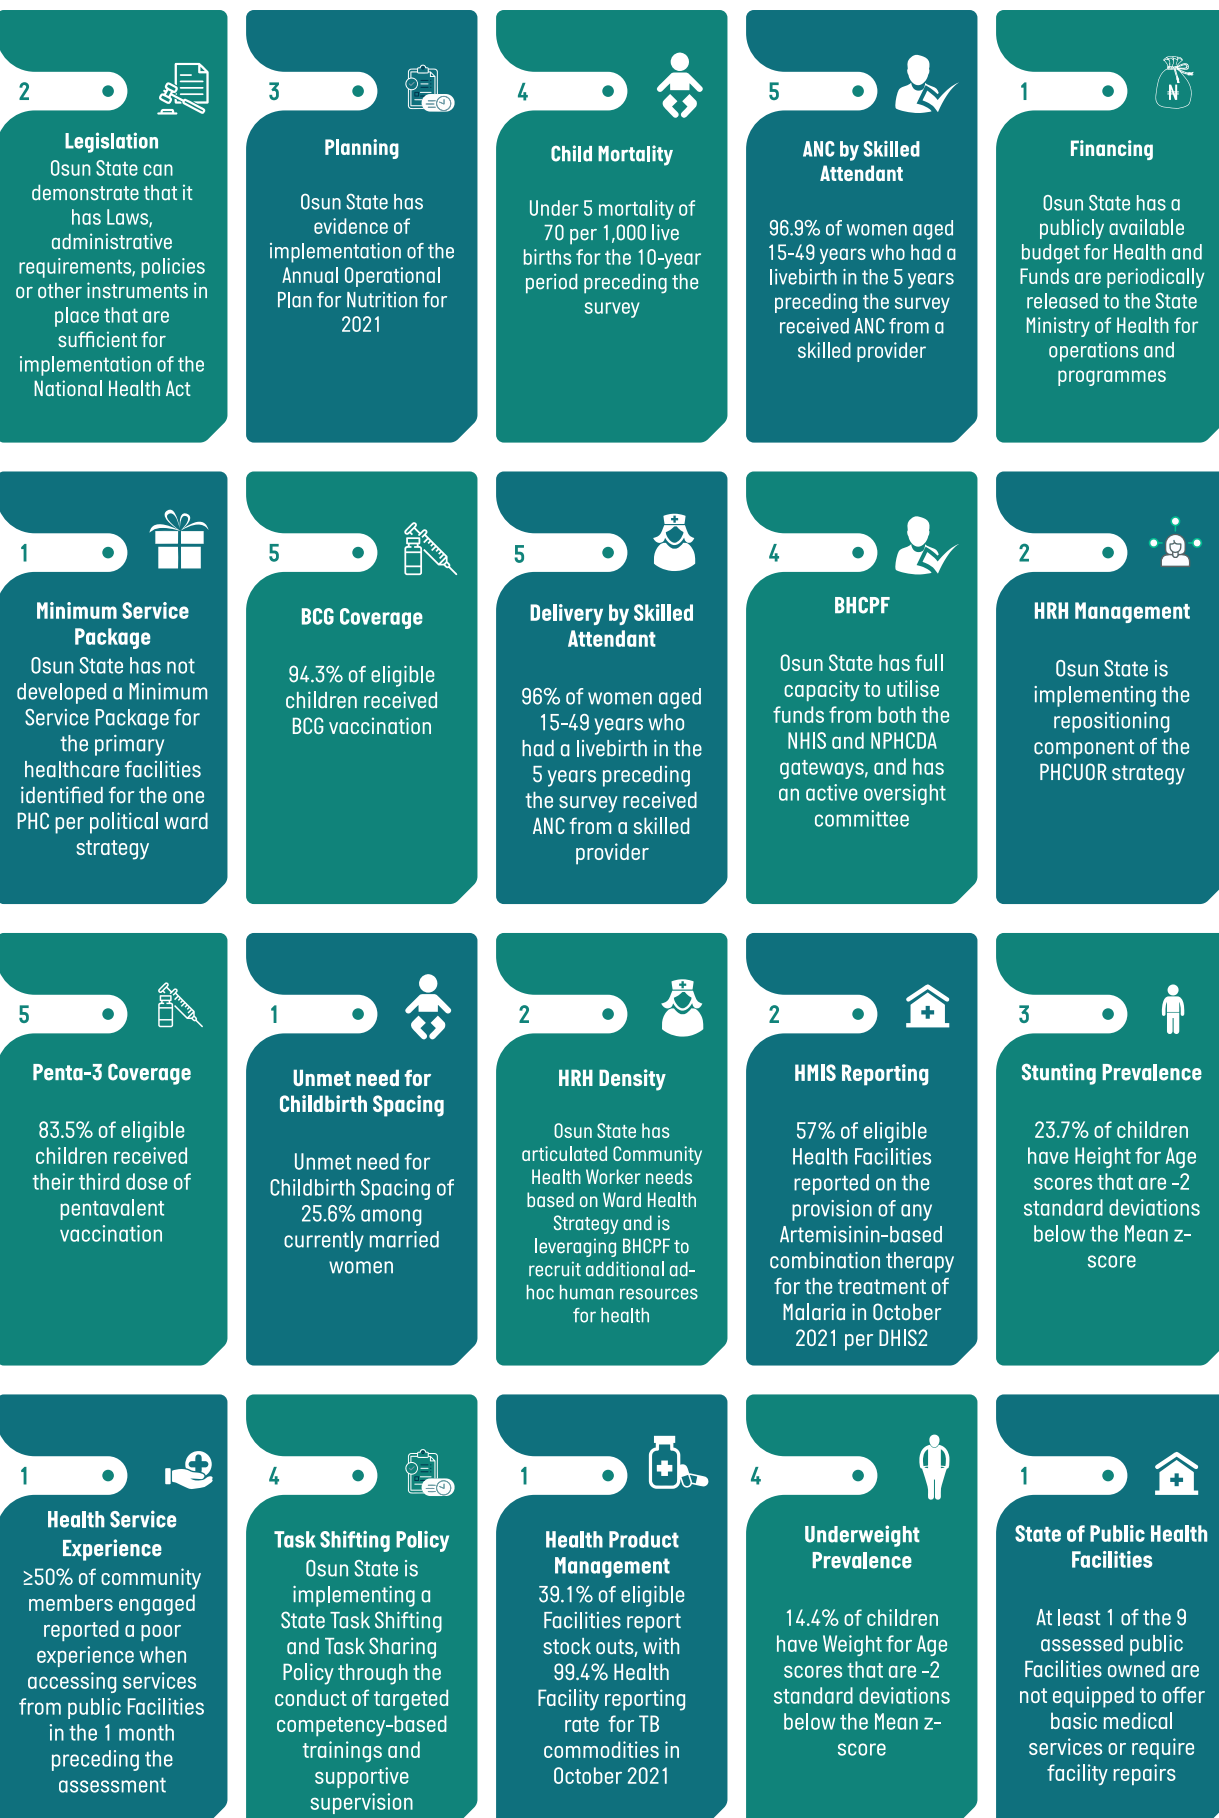 2
Legislation
Osun State can
demonstrate that it
has Laws,
administrative
requirements, policies
or other instruments in
place that are
sufficient for
implementation of the
National Health Act
3
Planning
Osun State has
evidence of
implementation of the
Annual Operational
Plan for Nutrition for
2021
4
Child Mortality
Under 5 mortality of
70 per 1,000 live
births for the 10-year
period preceding the
survey
5
ANC by Skilled
Attendant
96.9% of women aged
15-49 years who had a
livebirth in the 5 years
preceding the survey
received ANC from a
skilled provider
1
₦
Financing
Osun State has a
publicly available
budget for Health and
Funds are periodically
released to the State
Ministry of Health for
operations and
programmes
1
Minimum Service
Package
Osun State has not
developed a Minimum
Service Package for
the primary
healthcare facilities
identified for the one
PHC per political ward
strategy
5
BCG Coverage
94.3% of eligible
children received
BCG vaccination
5
Delivery by Skilled
Attendant
96% of women aged
15-49 years who
had a livebirth in the
5 years preceding
the survey received
ANC from a skilled
provider
4
BHCPF
Osun State has full
capacity to utilise
funds from both the
NHIS and NPHCDA
gateways, and has
an active oversight
committee
2
HRH Management
Osun State is
implementing the
repositioning
component of the
PHCUOR strategy
5
Penta-3 Coverage
83.5% of eligible
children received
their third dose of
pentavalent
vaccination
1
Unmet need for
Childbirth Spacing
Unmet need for
Childbirth Spacing of
25.6% among
currently married
women
2
HRH Density
Osun State has
articulated Community
Health Worker needs
based on Ward Health
Strategy and is
leveraging BHCPF to
recruit additional ad-
hoc human resources
for health
2
HMIS Reporting
57% of eligible
Health Facilities
reported on the
provision of any
Artemisinin-based
combination therapy
for the treatment of
Malaria in October
2021 per DHIS2
3
Stunting Prevalence
23.7% of children
have Height for Age
scores that are -2
standard deviations
below the Mean z-
score
1
Health Service
Experience
≥50% of community
members engaged
reported a poor
experience when
accessing services
from public Facilities
in the 1 month
preceding the
assessment
4
Task Shifting Policy
Osun State is
implementing a
State Task Shifting
and Task Sharing
Policy through the
conduct of targeted
competency-based
trainings and
supportive
supervision
1
Health Product
Management
39.1% of eligible
Facilities report
stock outs, with
99.4% Health
Facility reporting
rate for TB
commodities in
October 2021
4
Underweight
Prevalence
14.4% of children
have Weight for Age
scores that are -2
standard deviations
below the Mean z-
score
1
State of Public Health
Facilities
At least 1 of the 9
assessed public
Facilities owned are
not equipped to offer
basic medical
services or require
facility repairs